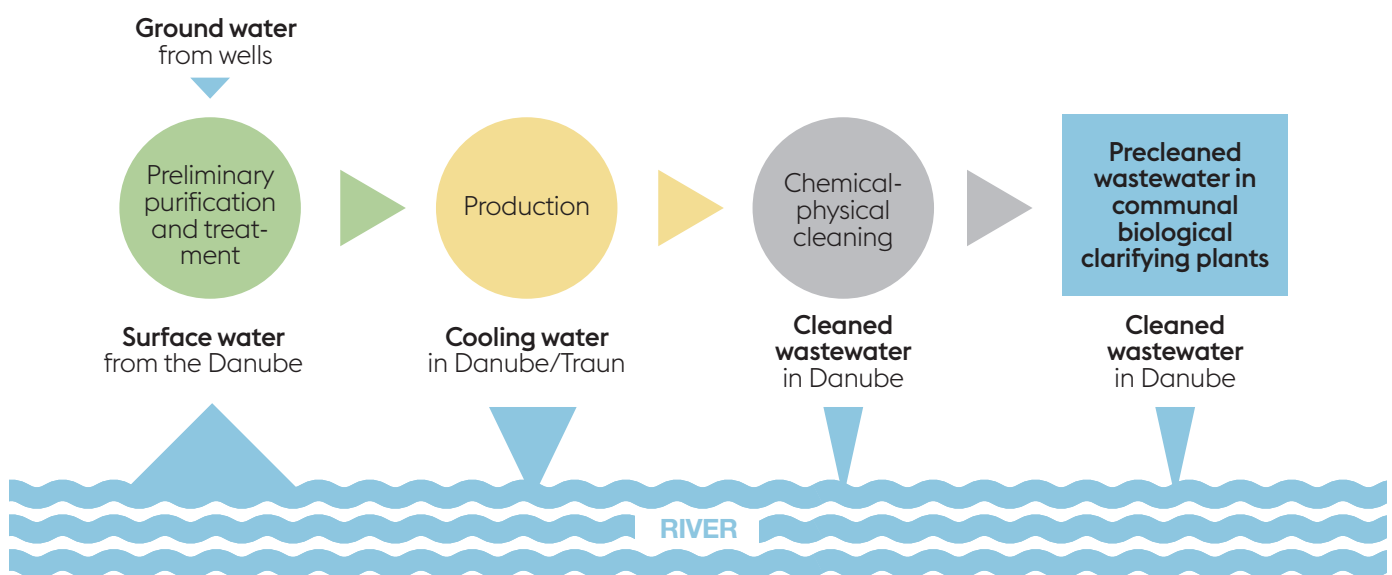 Ground water
from wells
Preliminary
purification
and treat-
ment
Production
Chemical-
physical
cleaning
Precleaned
wastewater in
communal
biological
clarifying plants
Surface water
from the Danube
Cooling water
in Danube/Traun
Cleaned
wastewater
in Danube
Cleaned
wastewater
in Danube
RIVER